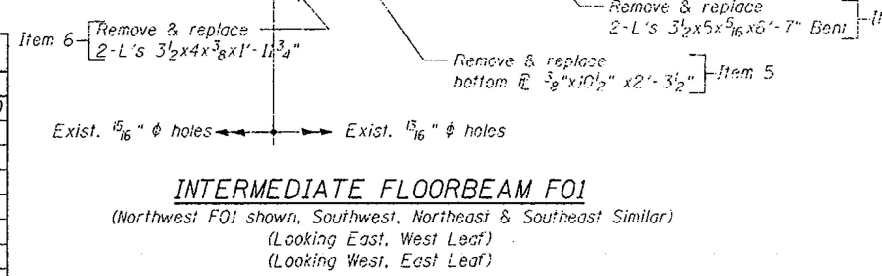 Remove & replace
2-L's 3½x5x5/16x6'-7" Bent
Item 6
Remove & replace
2-L's 3½x4x3/8x1'-11¾"
Remove & replace
bottom ℄ 3/8"x10½" x2'-3½"
Item 5
Exist. 15/16" ϕ holes
Exist. 13/16" ϕ holes
INTERMEDIATE FLOORBEAM F01
(Northwest F01 shown, Southwest, Northeast & Southeast Similar)
(Looking East, West Leaf)
(Looking West, East Leaf)